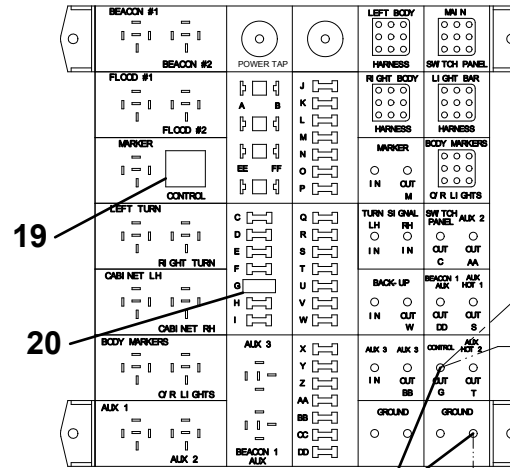 BEACON #1
BEACON #2
FLOOD #1
FLOOD #2
MARKER
CONTROL
19
LEFT TURN
RIGHT TURN
CABINET LH
CABINET RH
20
BODY MARKERS
O/R LIGHTS
AUX 1
AUX 2
POWER TAP
A B
EE FF
C
D
E
F
G
H
I
AUX 3
BEACON 1
AUX
J
K
L
M
N
O
P
Q
R
S
T
U
V
W
X
Y
Z
AA
BB
CC
DD
LEFT BODY
HARNESS
MAIN
SWITCH PANEL
RIGHT BODY
HARNESS
LIGHT BAR
HARNESS
MARKER
IN OUT
M
BODY MARKERS
O/R LIGHTS
TURN SIGNAL
LH RH
IN IN
SWITCH AUX 2
PANEL
OUT OUT
C AA
BACK-UP
IN OUT
W
BEACON 1 AUX
AUX HOT 1
OUT OUT
DD S
AUX 3 AUX 3
IN OUT
BB
CONTROL AUX
HOT 2
OUT OUT
G T
GROUND
GROUND